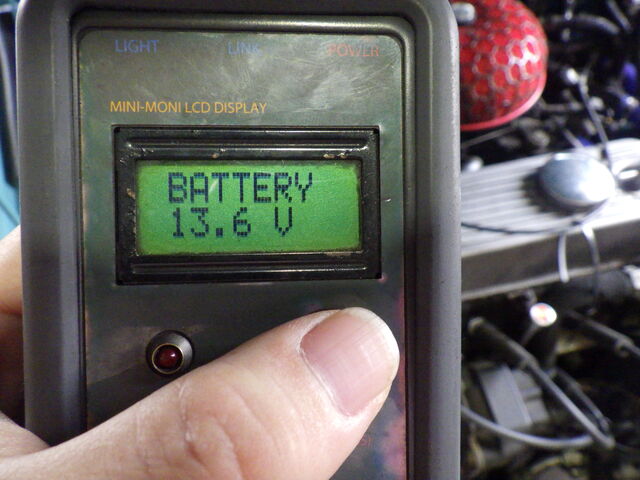 LIGHT LINK POWER
MINI-MONI LCD DISPLAY
BATTERY
13.6 V